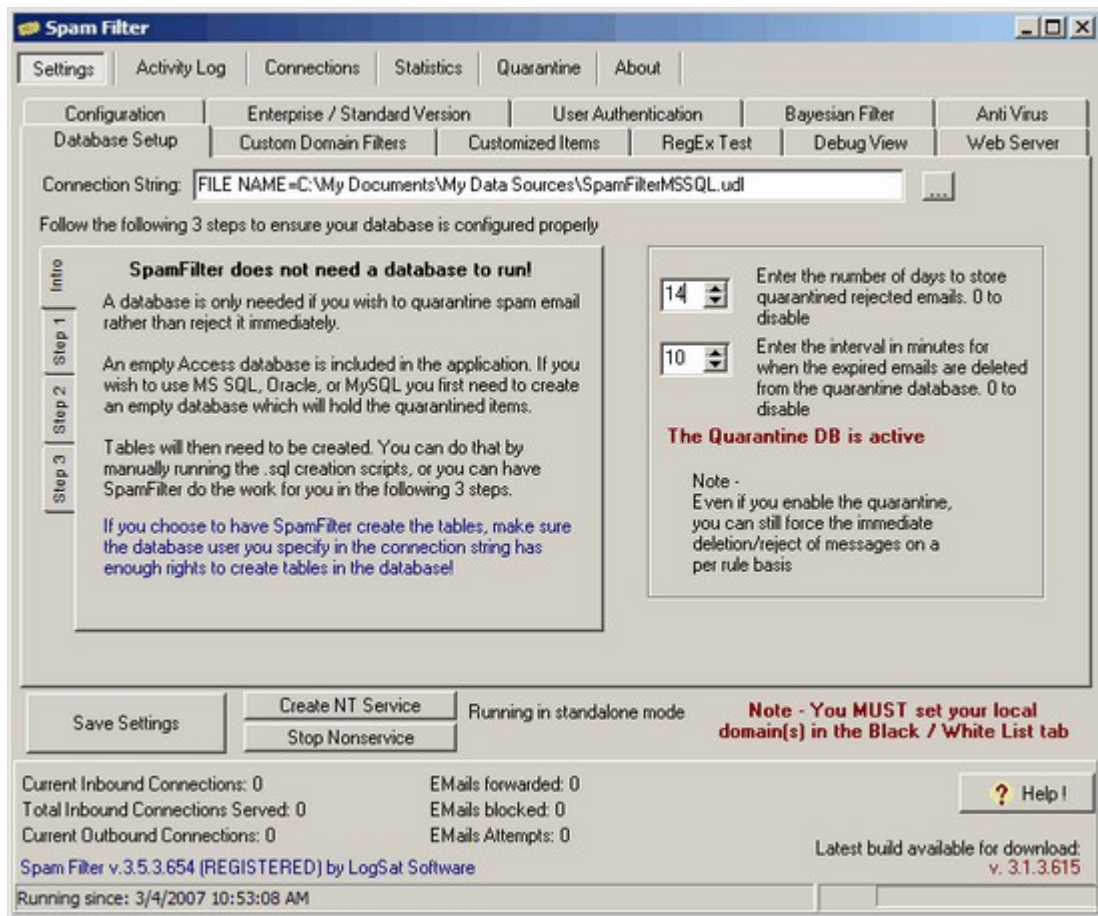 Spam Filter
Settings Activity Log Connections Statistics Quarantine About
Configuration Enterprise / Standard Version User Authentication Bayesian Filter Anti Virus
Database Setup Custom Domain Filters Customized Items RegEx Test Debug View Web Server
Connection String: FILE NAME=C:\My Documents\My Data Sources\SpamFilterMSSQL.udl ...
Follow the following 3 steps to ensure your database is configured properly
Intro
Step 1
Step 2
Step 3
SpamFilter does not need a database to run!
A database is only needed if you wish to quarantine spam email
rather than reject it immediately.
An empty Access database is included in the application. If you
wish to use MS SQL, Oracle, or MySQL you first need to create
an empty database which will hold the quarantined items.
Tables will then need to be created. You can do that by
manually running the .sql creation scripts, or you can have
SpamFilter do the work for you in the following 3 steps.
If you choose to have SpamFilter create the tables, make sure
the database user you specify in the connection string has
enough rights to create tables in the database!
14
Enter the number of days to store
quarantined rejected emails. 0 to
disable
10
Enter the interval in minutes for
when the expired emails are deleted
from the quarantine database. 0 to
disable
The Quarantine DB is active
Note -
Even if you enable the quarantine,
you can still force the immediate
deletion/reject of messages on a
per rule basis
Save Settings
Create NT Service
Stop Nonservice
Running in standalone mode
Note - You MUST set your local
domain(s) in the Black / White List tab
Current Inbound Connections: 0
Total Inbound Connections Served: 0
Current Outbound Connections: 0
EMails forwarded: 0
EMails blocked: 0
EMails Attempts: 0
? Help !
Latest build available for download:
v. 3.1.3.615
Spam Filter v.3.5.3.654 (REGISTERED) by LogSat Software
Running since: 3/4/2007 10:53:08 AM